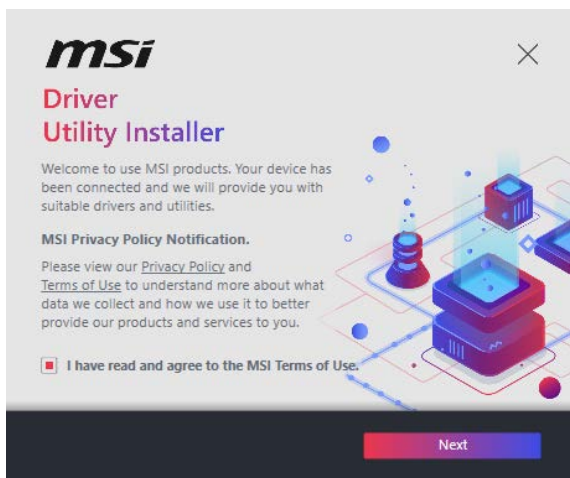 msi
Driver
Utility Installer
Welcome to use MSI products. Your device has
been connected and we will provide you with
suitable drivers and utilities.
MSI Privacy Policy Notification.
Please view our Privacy Policy and
Terms of Use to understand more about what
data we collect and how we use it to better
provide our products and services to you.
I have read and agree to the MSI Terms of Use.
Next